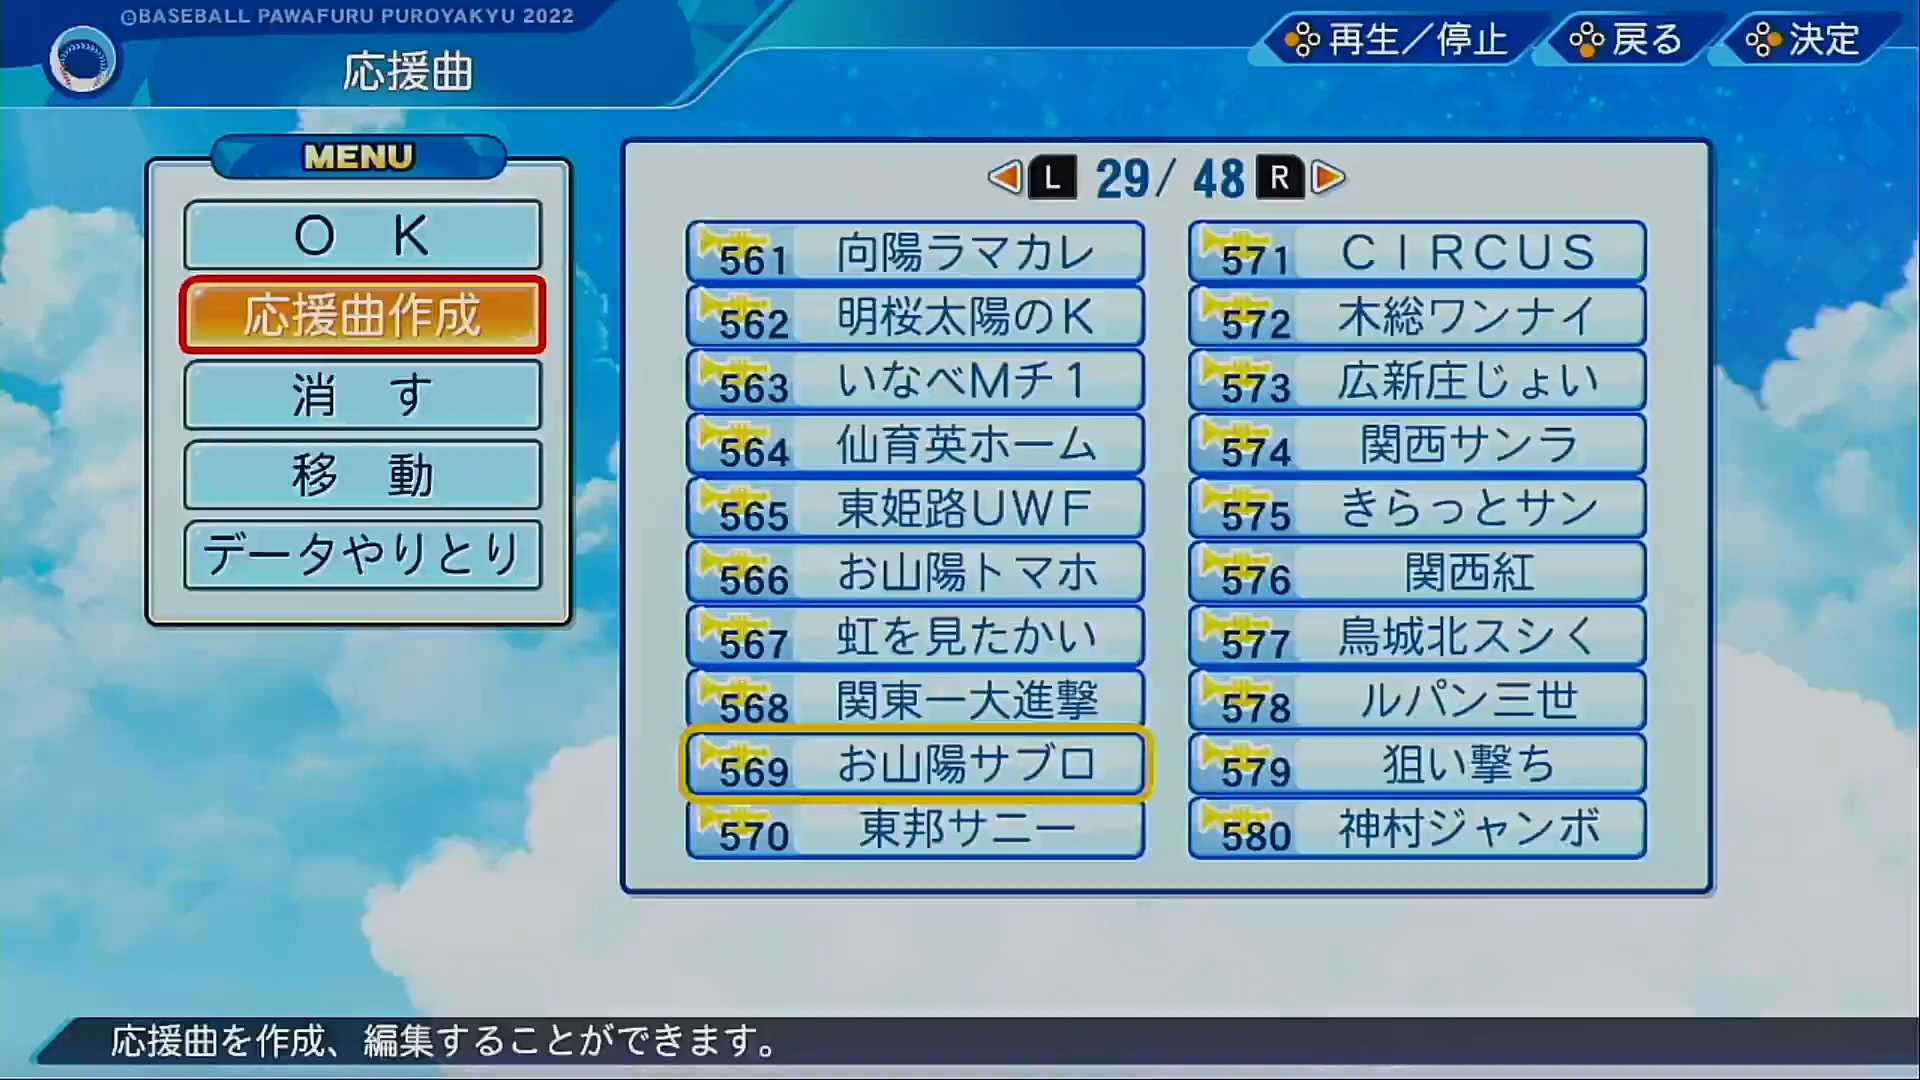 ©BASEBALL PAWAFURU PUROYAKYU 2022
応援曲
再生／停止
戻る
決定
MENU
ＯＫ
応援曲作成
消す
移動
データやりとり
L 29/ 48 R
561 向陽ラマカレ
562 明桜太陽のＫ
563 いなべＭチ１
564 仙育英ホーム
565 東姫路ＵＷＦ
566 お山陽トマホ
567 虹を見たかい
568 関東一大進撃
569 お山陽サブロ
570 東邦サニー
571 ＣＩＲＣＵＳ
572 木総ワンナイ
573 広新庄じょい
574 関西サンラ
575 きらっとサン
576 関西紅
577 鳥城北スシく
578 ルパン三世
579 狙い撃ち
580 神村ジャンボ
応援曲を作成、編集することができます。